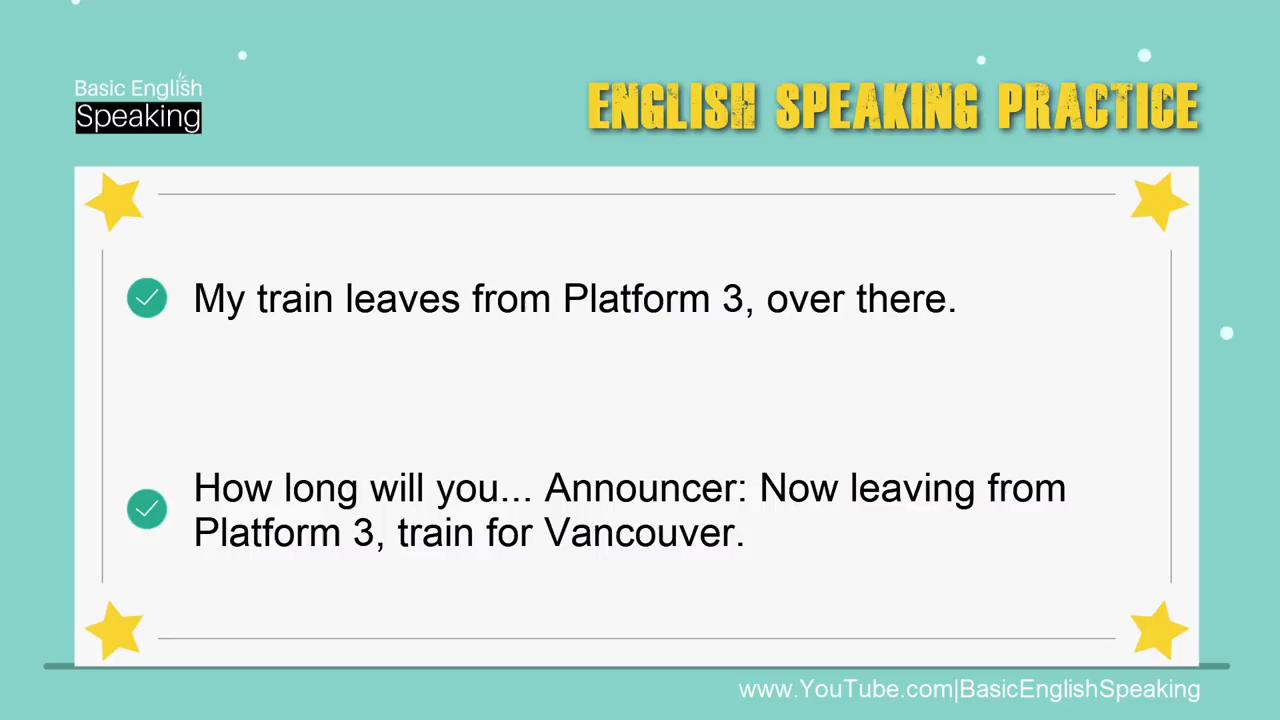 Basic English
Speaking
ENGLISH SPEAKING PRACTICE
My train leaves from Platform 3, over there.
How long will you... Announcer: Now leaving from
Platform 3, train for Vancouver.
www.YouTube.com|BasicEnglishSpeaking